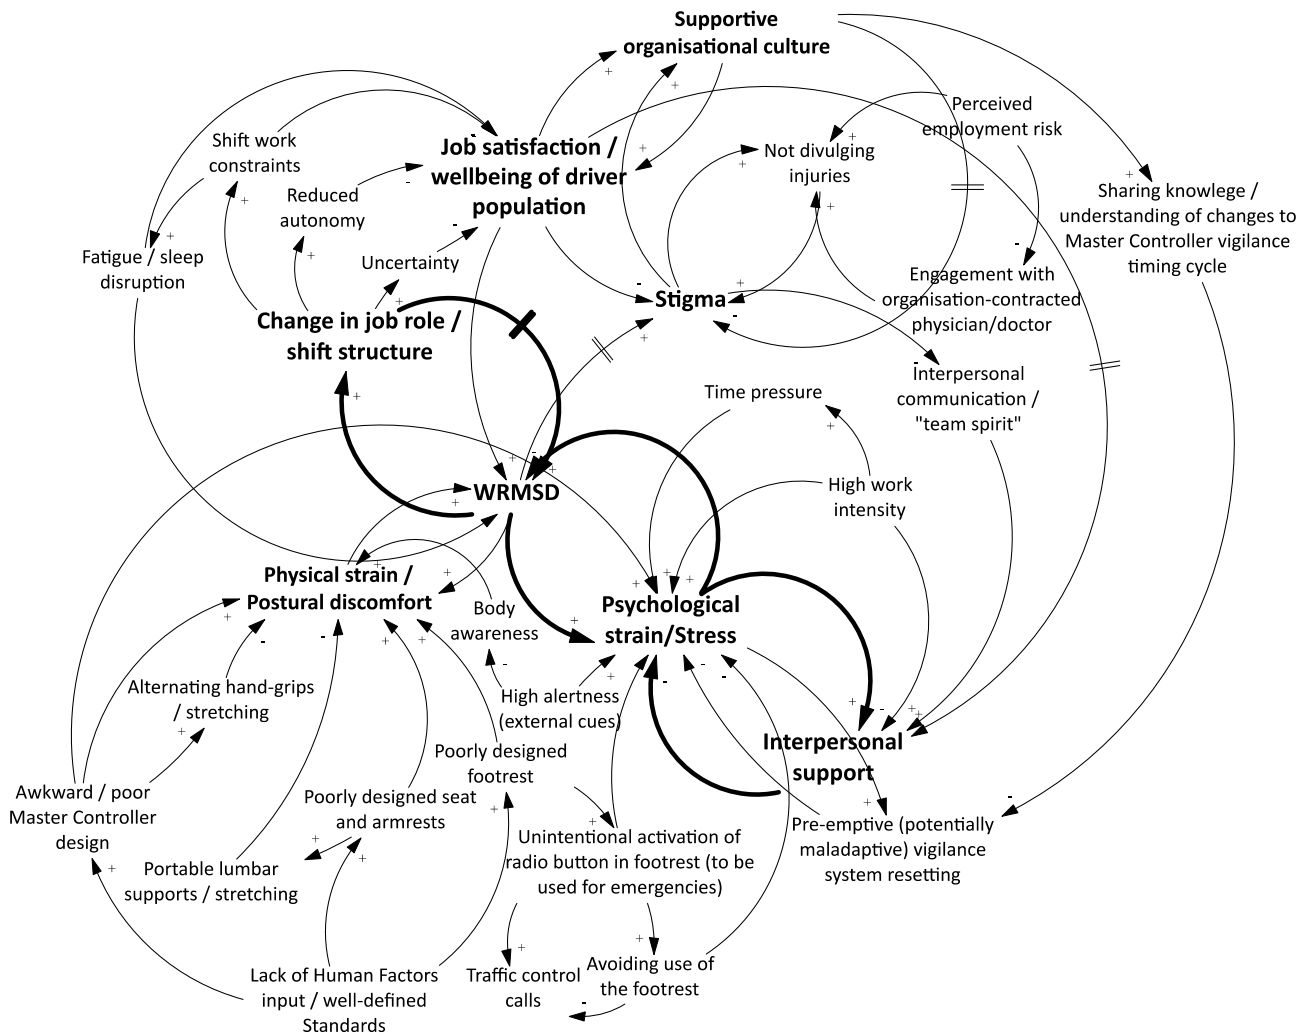 Supportive
organisational culture
Perceived
employment risk
Shift work
constraints
Job satisfaction /
wellbeing of driver
population
Not divulging
injuries
Reduced
autonomy
Sharing knowlege /
understanding of changes to
Master Controller vigilance
timing cycle
Fatigue / sleep
disruption
Uncertainty
Engagement with
organisation-contracted
physician/doctor
Stigma
Change in job role /
shift structure
Interpersonal
communication /
"team spirit"
Time pressure
WRMSD
High work
intensity
Physical strain /
Postural discomfort
Body
awareness
Psychological
strain/Stress
Alternating hand-grips
/ stretching
High alertness
(external cues)
Poorly designed
footrest
Interpersonal
support
Awkward / poor
Master Controller
design
Poorly designed seat
and armrests
Portable lumbar
supports / stretching
Unintentional activation of
radio button in footrest (to be
used for emergencies)
Pre-emptive (potentially
maladaptive) vigilance
system resetting
Lack of Human Factors
input / well-defined
Standards
Traffic control
calls
Avoiding use of
the footrest